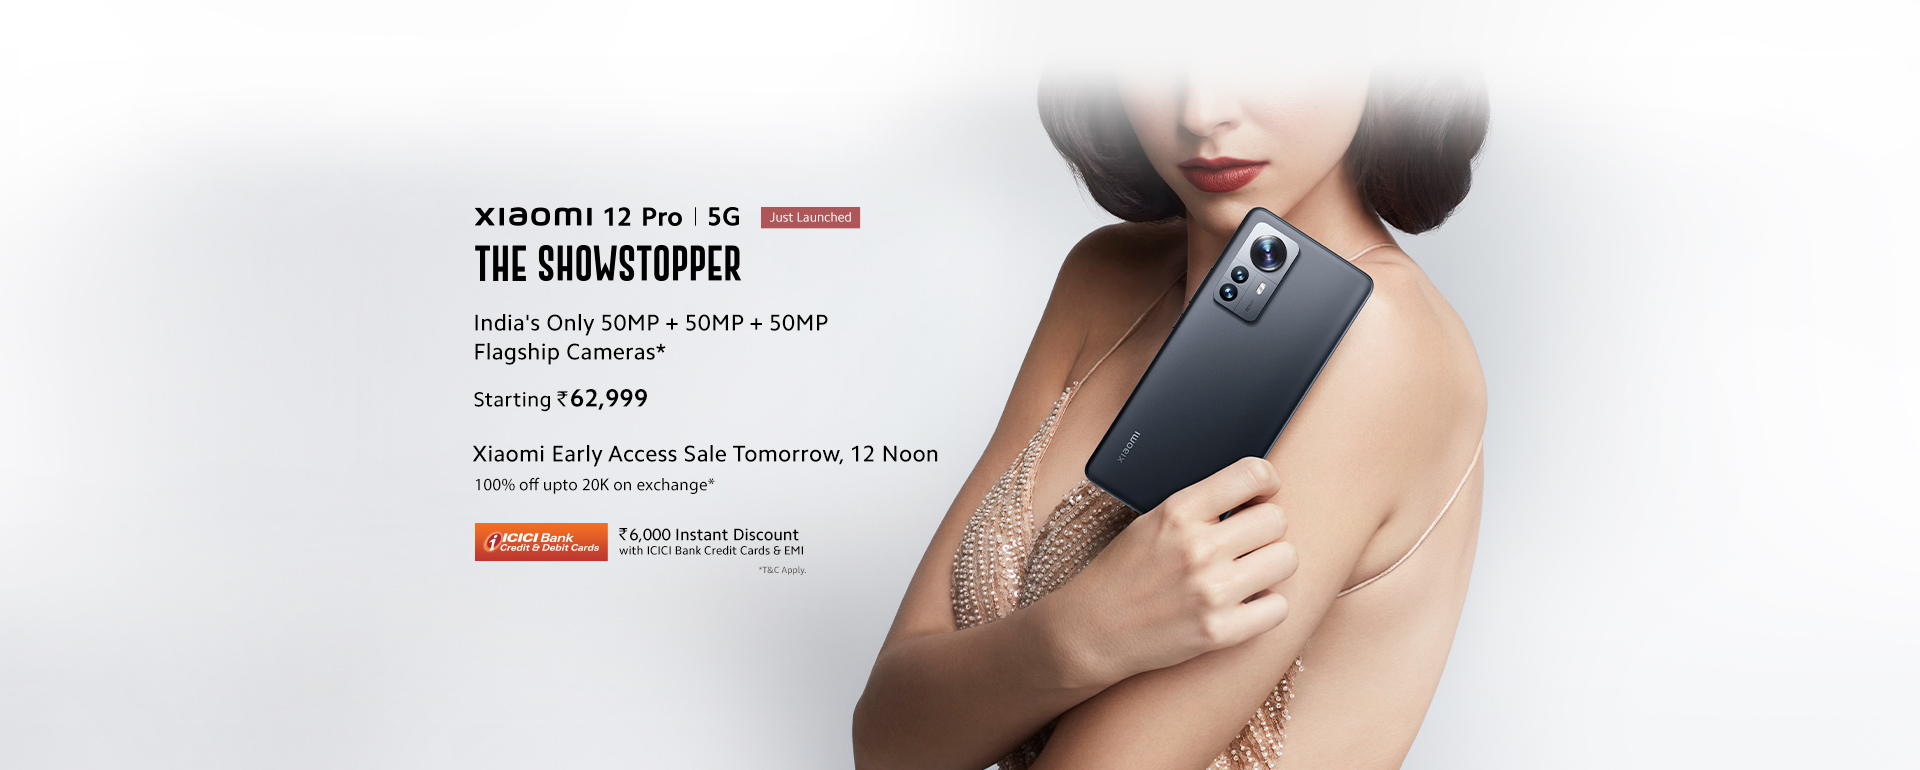 xiaomi 12 Pro | 5G Just Launched
THE SHOWSTOPPER
India's Only 50MP + 50MP + 50MP
Flagship Cameras*
Starting ₹62,999
Xiaomi Early Access Sale Tomorrow, 12 Noon
100% off upto 20K on exchange*
ICICI Bank
Credit & Debit Cards
₹6,000 Instant Discount
with ICICI Bank Credit Cards & EMI
*T&C Apply.
xiaomi